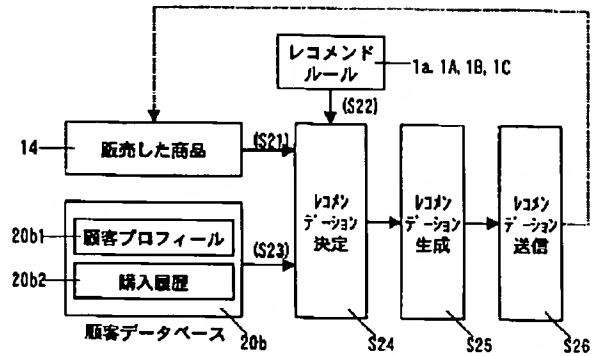 レコメンド
ルール
1a. 1A, 1B, 1C
(S22)
14
販売した商品
(S21)
レコメン
デーション
決定
レコメン
デーション
生成
レコメン
デーション
送信
20b1
顧客プロフィール
(S23)
20b2
購入履歴
顧客データベース
20b
S24
S25
S26